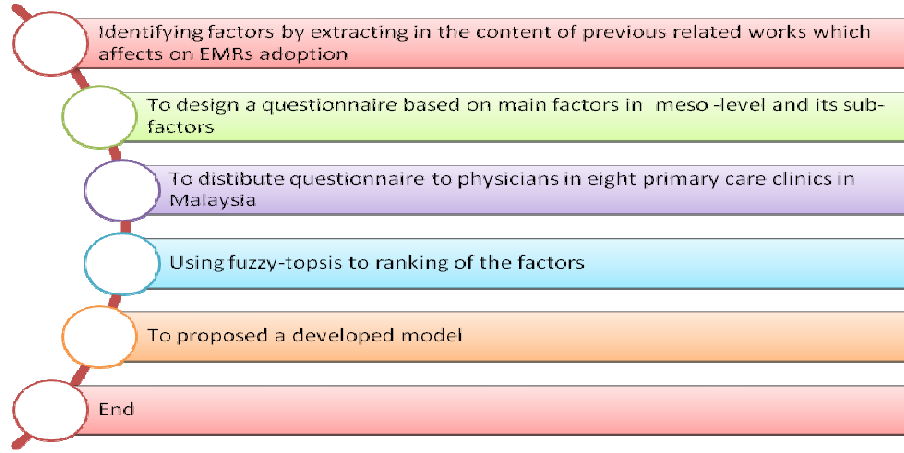 Identifying factors by extracting in the content of previous related works which
affects on EMRs adoption
To design a questionnaire based on main factors in meso -level and its sub-
factors
To distibute questionnaire to physicians in eight primary care clinics in
Malaysia
Using fuzzy-topsis to ranking of the factors
To proposed a developed model
End